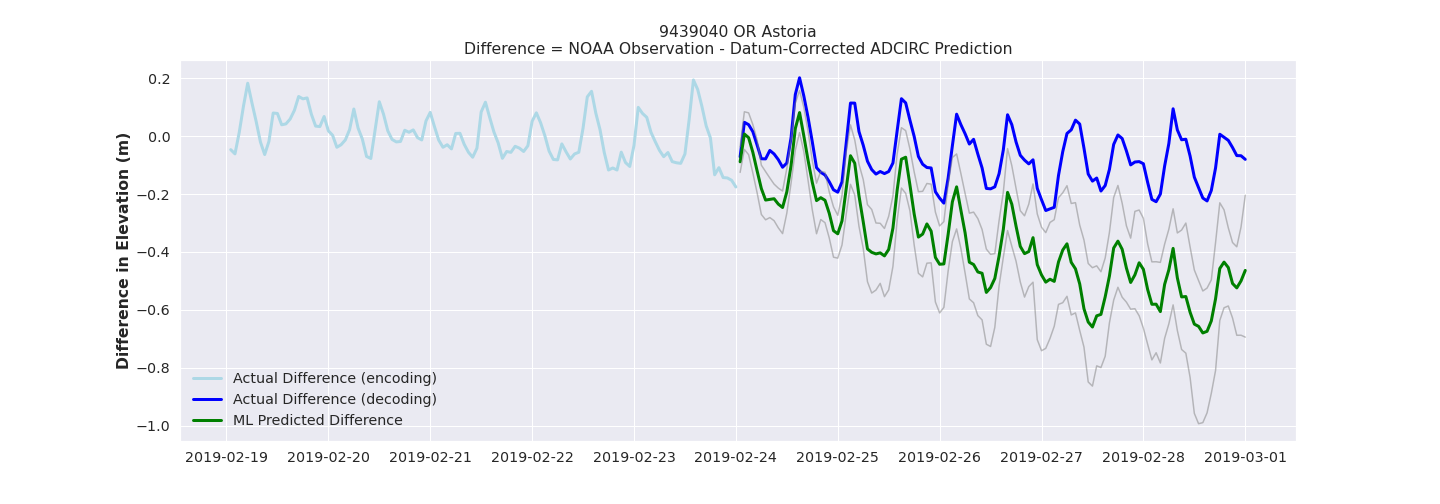 9439040 OR Astoria
Difference = NOAA Observation - Datum-Corrected ADCIRC Prediction
Difference in Elevation (m)
0.2
0.0
−0.2
−0.4
−0.6
−0.8
−1.0
Actual Difference (encoding)
Actual Difference (decoding)
ML Predicted Difference
2019-02-19 2019-02-20 2019-02-21 2019-02-22 2019-02-23 2019-02-24 2019-02-25 2019-02-26 2019-02-27 2019-02-28 2019-03-01